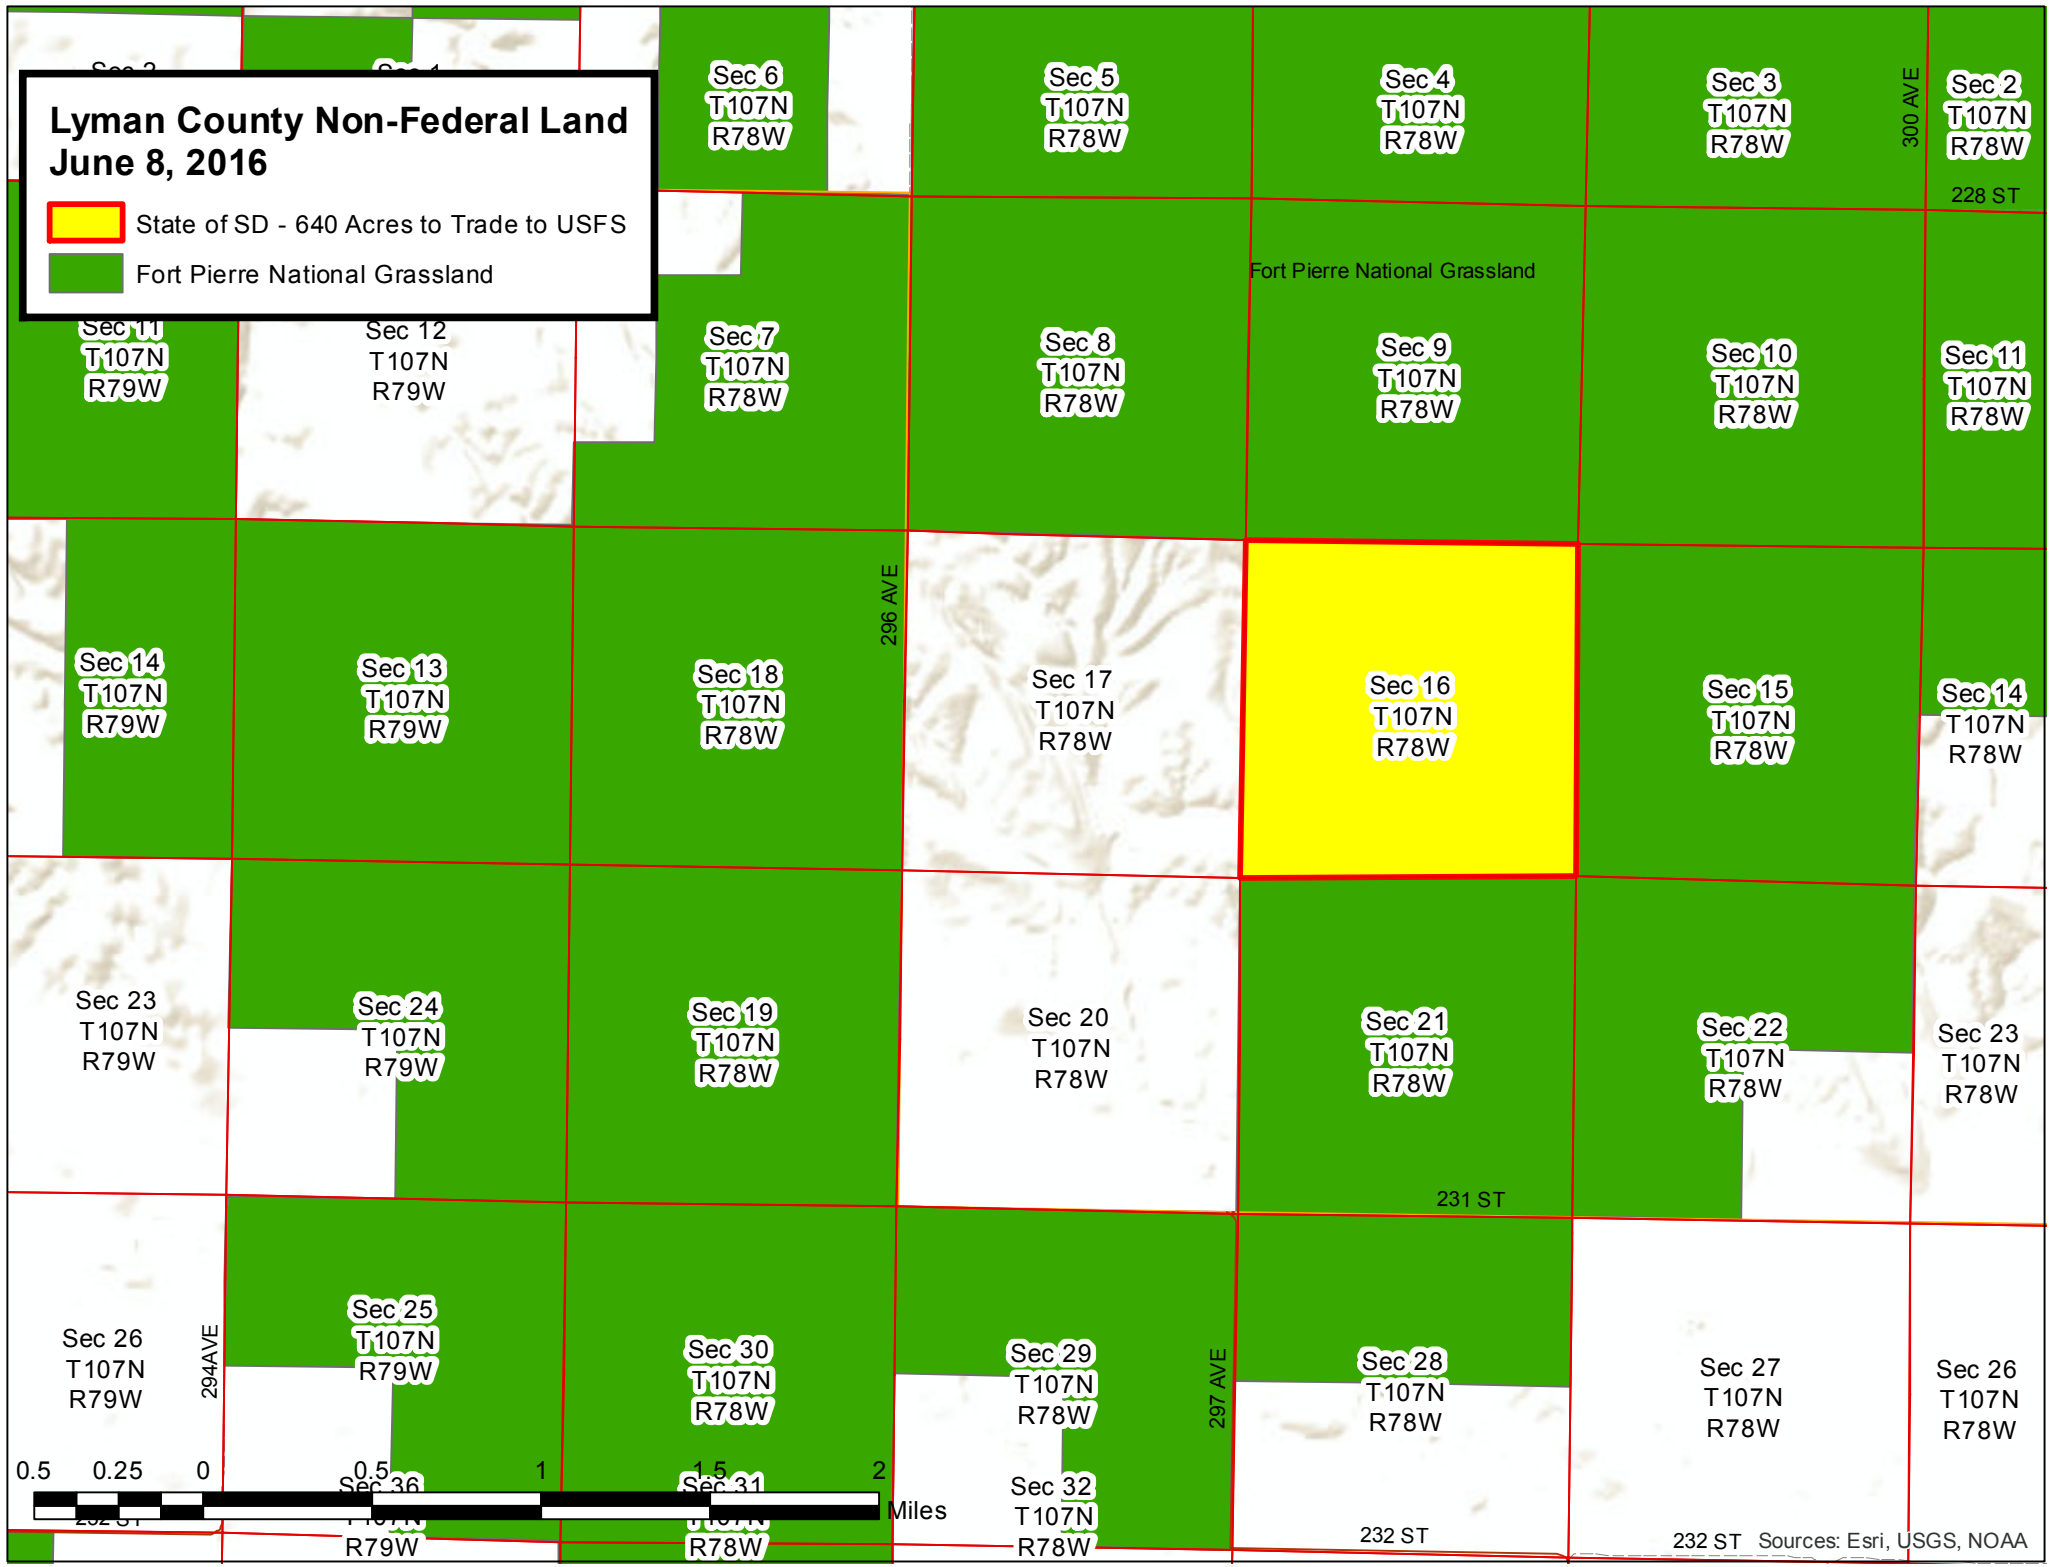 Lyman County Non-Federal Land
June 8, 2016
State of SD - 640 Acres to Trade to USFS
Fort Pierre National Grassland
Sec 6
T107N
R78W
Sec 5
T107N
R78W
Sec 4
T107N
R78W
Sec 3
T107N
R78W
300 AVE
Sec 2
T107N
R78W
228 ST
Fort Pierre National Grassland
Sec 11
T107N
R79W
Sec 12
T107N
R79W
Sec 7
T107N
R78W
Sec 8
T107N
R78W
Sec 9
T107N
R78W
Sec 10
T107N
R78W
Sec 11
T107N
R78W
296 AVE
Sec 14
T107N
R79W
Sec 13
T107N
R79W
Sec 18
T107N
R78W
Sec 17
T107N
R78W
Sec 16
T107N
R78W
Sec 15
T107N
R78W
Sec 14
T107N
R78W
Sec 23
T107N
R79W
Sec 24
T107N
R79W
Sec 19
T107N
R78W
Sec 20
T107N
R78W
Sec 21
T107N
R78W
Sec 22
T107N
R78W
Sec 23
T107N
R78W
231 ST
Sec 26
T107N
R79W
294AVE
Sec 25
T107N
R79W
Sec 30
T107N
R78W
Sec 29
T107N
R78W
297 AVE
Sec 28
T107N
R78W
Sec 27
T107N
R78W
Sec 26
T107N
R78W
0.5 0.25 0 0.5 1 1.5 2
Miles
Sec 36
R79W
Sec 31
R78W
Sec 32
T107N
R78W
232 ST
232 ST
Sources: Esri, USGS, NOAA